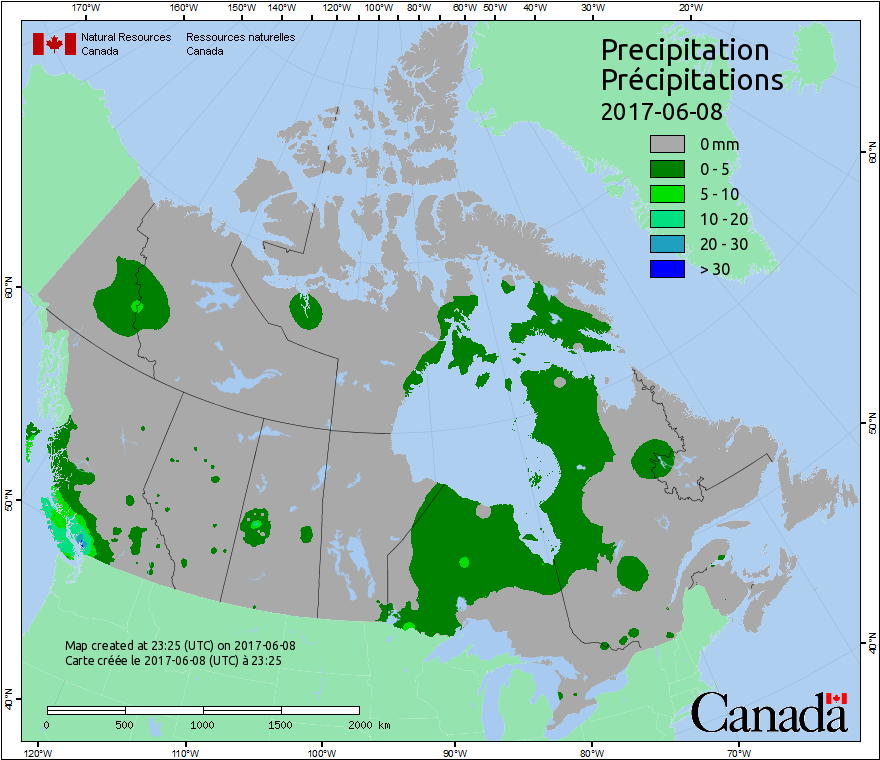 170°W 160°W 150°W 140°W 130°W 120°W 110°W 100°W 90°W 80°W 60°W 50°W 40°W 30°W 20°W
Natural Resources Canada
Ressources naturelles Canada
Precipitation
Précipitations
2017-06-08
0 mm
0 - 5
5 - 10
10 - 20
20 - 30
> 30
60°N
50°N
40°N
60°N
50°N
40°N
Map created at 23:25 (UTC) on 2017-06-08
Carte créée le 2017-06-08 (UTC) à 23:25
0 500 1000 1500 2000 km
Canada
120°W 110°W 100°W 90°W 80°W 70°W